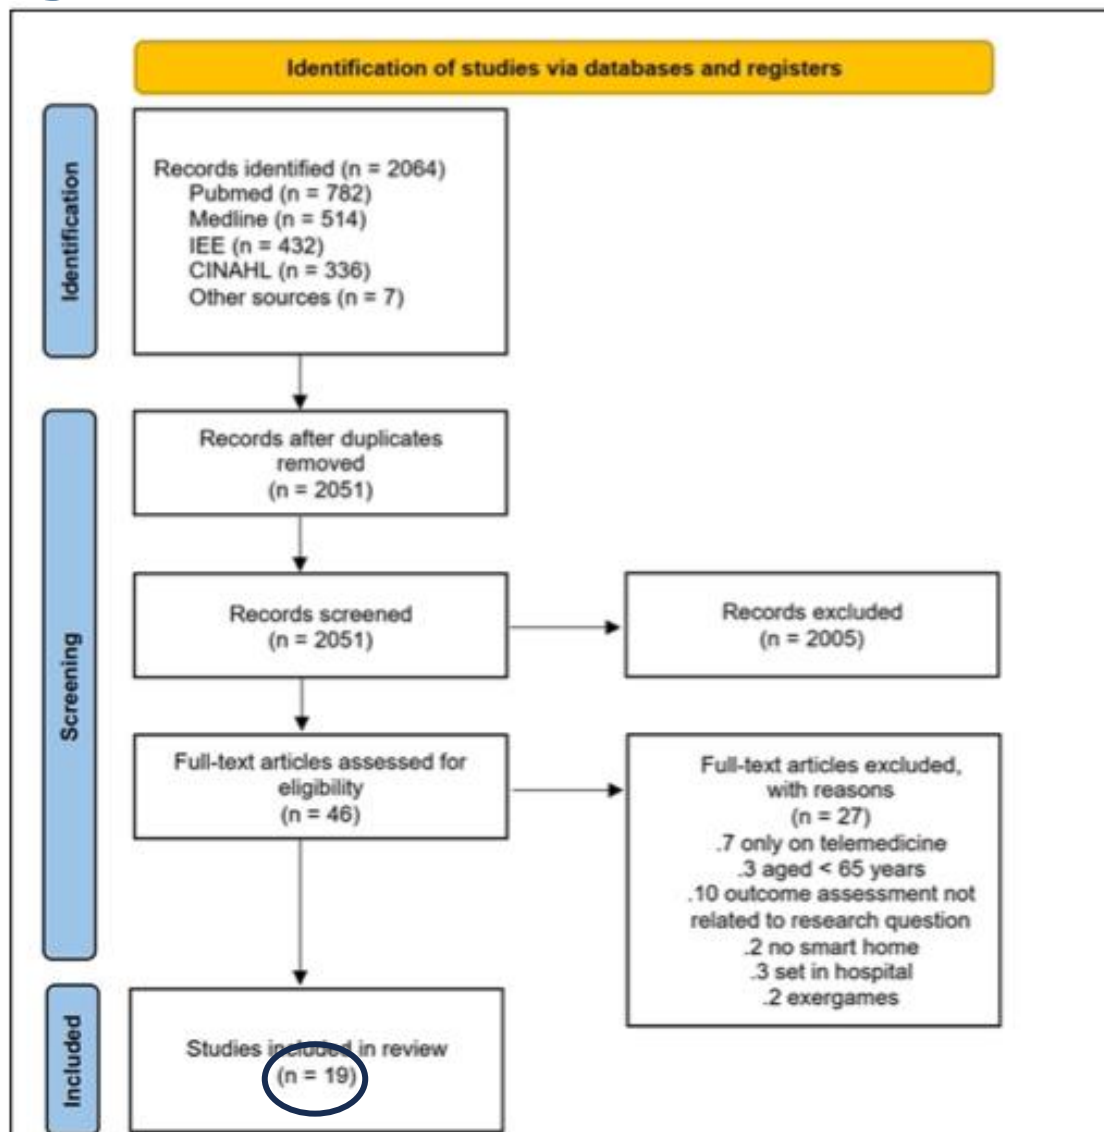 Identification of studies via databases and registers
Identification
Records identified (n = 2064)
Pubmed (n = 782)
Medline (n = 514)
IEE (n = 432)
CINAHL (n = 336)
Other sources (n = 7)
Screening
Records after duplicates
removed
(n = 2051)
Records screened
(n = 2051)
Records excluded
(n = 2005)
Full-text articles assessed for
eligibility
(n = 46)
Full-text articles excluded,
with reasons
(n = 27)
.7 only on telemedicine
.3 aged < 65 years
.10 outcome assessment not
related to research question
.2 no smart home
.3 set in hospital
.2 exergames
Included
Studies included in review
(n = 19)